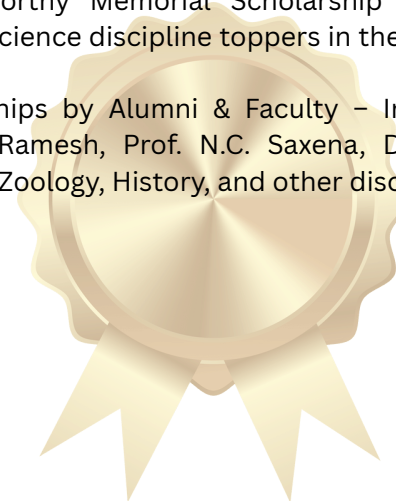 orthy Memorial Scholarship
cience discipline toppers in the
hips by Alumni & Faculty – In
Ramesh, Prof. N.C. Saxena, D
Zoology, History, and other disc